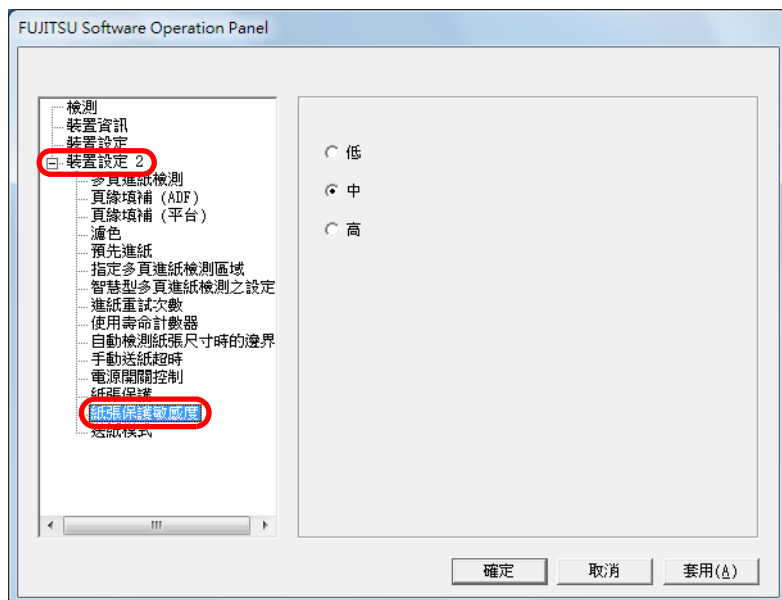 FUJITSU Software Operation Panel
檢測
裝置資訊
裝置設定
裝置設定 2
多頁進紙檢測
頁緣填補 (ADF)
頁緣填補 (平台)
濾色
預先進紙
指定多頁進紙檢測區域
智慧型多頁進紙檢測之設定
進紙重試次數
使用壽命計數器
自動檢測紙張尺寸時的邊界
手動送紙超時
電源開關控制
紙張保護
紙張保護敏感度
送紙模式
低
中
高
確定
取消
套用(A)